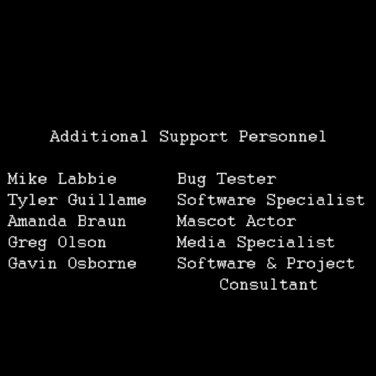 Additional Support Personnel
Mike Labbie Bug Tester
Tyler Guillame Software Specialist
Amanda Braun Mascot Actor
Greg Olson Media Specialist
Gavin Osborne Software & Project
Consultant